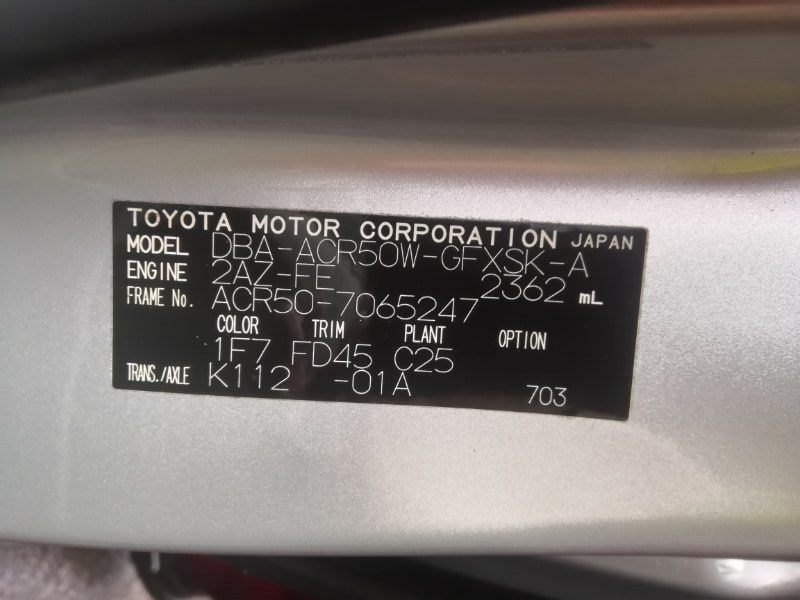 TOYOTA MOTOR CORPORATION JAPAN
MODEL DBA-ACR50W-GFXSK-A
ENGINE 2AZ-FE 2362 mL
FRAME No. ACR50-7065247
COLOR TRIM PLANT OPTION
1F7 FD45 C25
TRANS./AXLE K112 -01A 703